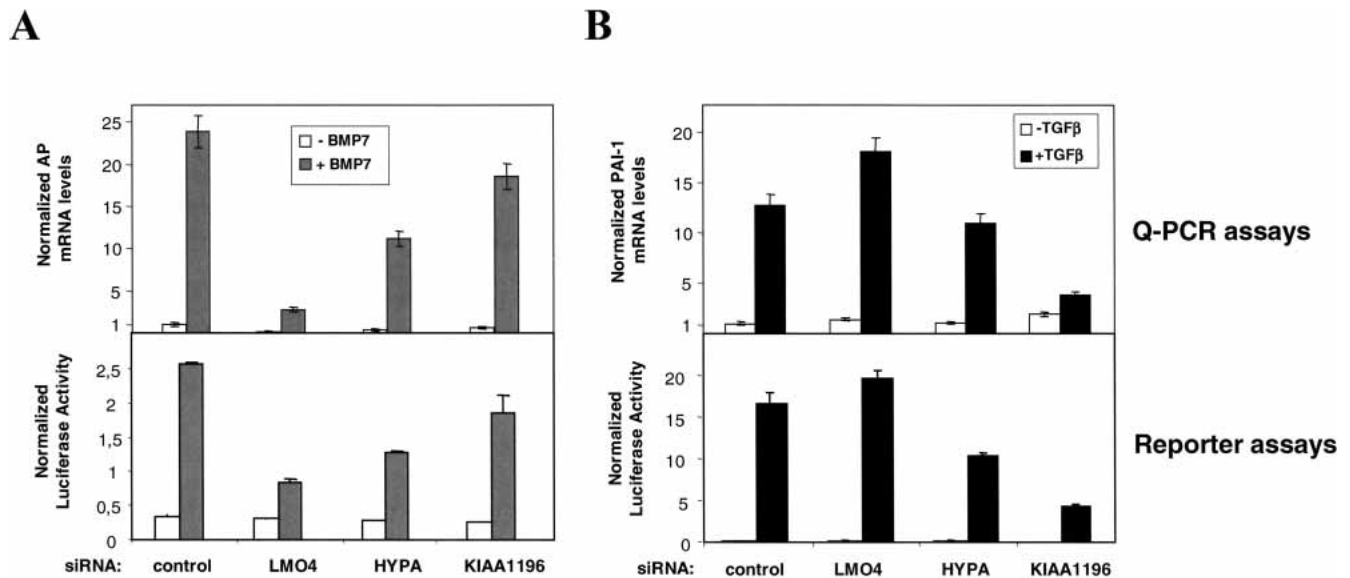 A
B
25
20
15
10
5
1
Normalized AP
mRNA levels
- BMP7
+ BMP7
2,5
2
1,5
1
0,5
0
Normalized
Luciferase Activity
siRNA: control LMO4 HYPA KIAA1196
20
15
10
5
1
Normalized PAI-1
mRNA levels
-TGFβ
+TGFβ
Q-PCR assays
20
15
10
5
0
Normalized
Luciferase Activity
Reporter assays
siRNA: control LMO4 HYPA KIAA1196